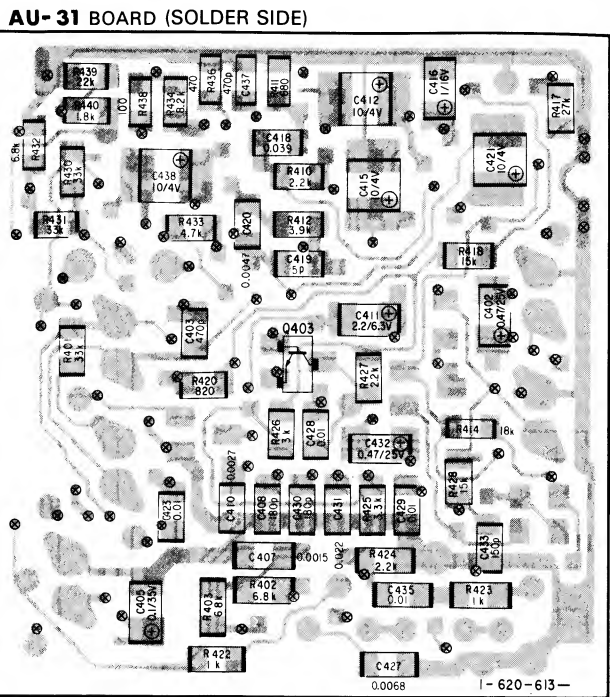 AU-31 BOARD (SOLDER SIDE)
R439
22k
R440
1.8k
100
R438
R434
470
R436
470p
C437
680
C412
10/4V
C416
1/16V
R417
27k
6.8k
R432
R430
33k
C438
10/4V
C418
0.039
R410
2.2k
C415
10/4V
C421
10/4V
R431
33k
R433
4.7k
C420
0.0047
R412
3.9k
C419
5p
R418
15k
C403
470p
C411
2.2/6.3V
C402
0.47/25V
Q403
R401
33k
R420
820
R427
2.2k
R426
3k
C428
0.01
C432
0.47/25V
R414
18k
R428
15k
C423
0.01
0.0027
C410
C408
180p
C430
C431
0.022
R425
3.3k
C429
0.01
C433
150p
C407
0.0015
R424
2.2k
C405
0.1/35V
R403
6.8k
R402
6.8k
C435
0.01
R423
1k
R422
1k
C427
0.0068
1-620-613-